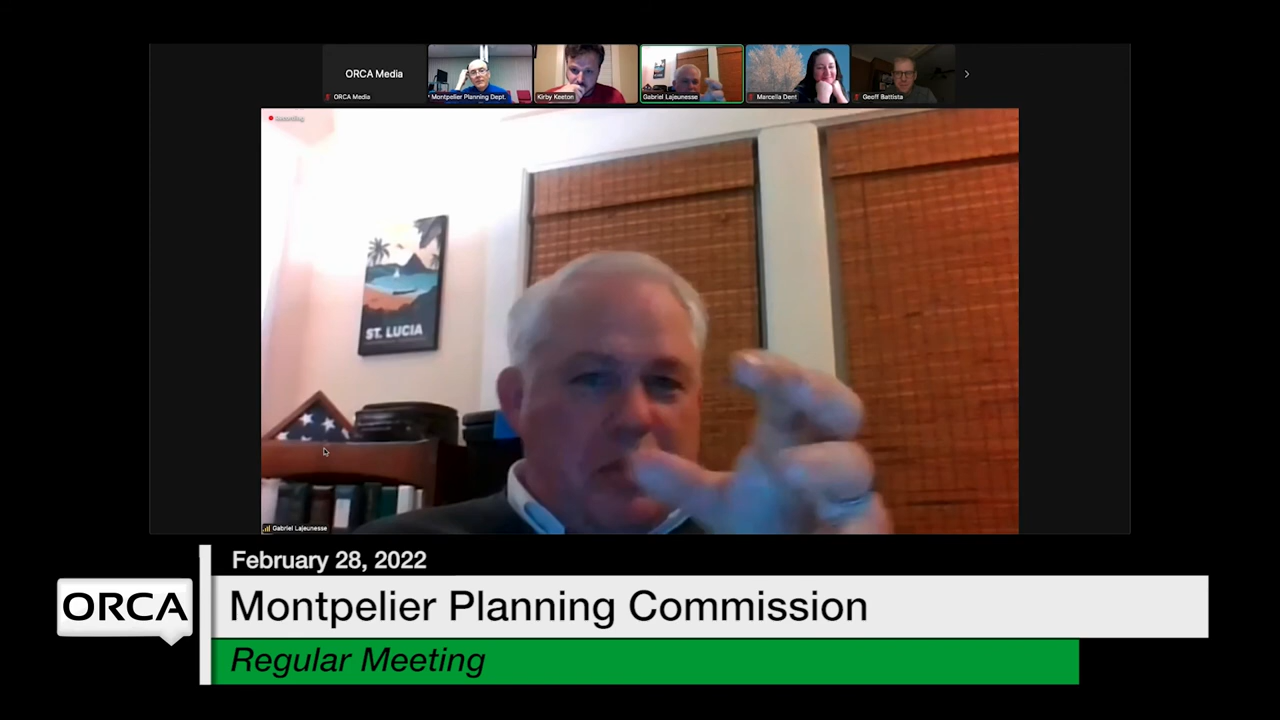 ORCA Media
ORCA Media
Montpelier Planning Dept.
Kirby Keeton
Gabriel Lajeunesse
Marcella Dent
Geoff Battista
Recording
ST. LUCIA
Gabriel Lajeunesse
February 28, 2022
ORCA
Montpelier Planning Commission
Regular Meeting